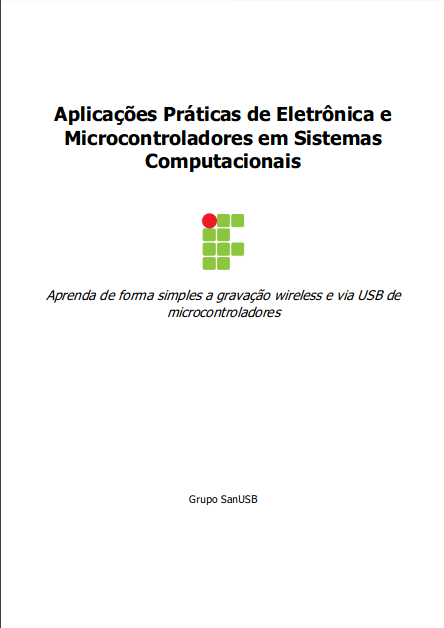 Aplicações Práticas de Eletrônica e
Microcontroladores em Sistemas
Computacionais
Aprenda de forma simples a gravação wireless e via USB de
microcontroladores
Grupo SanUSB